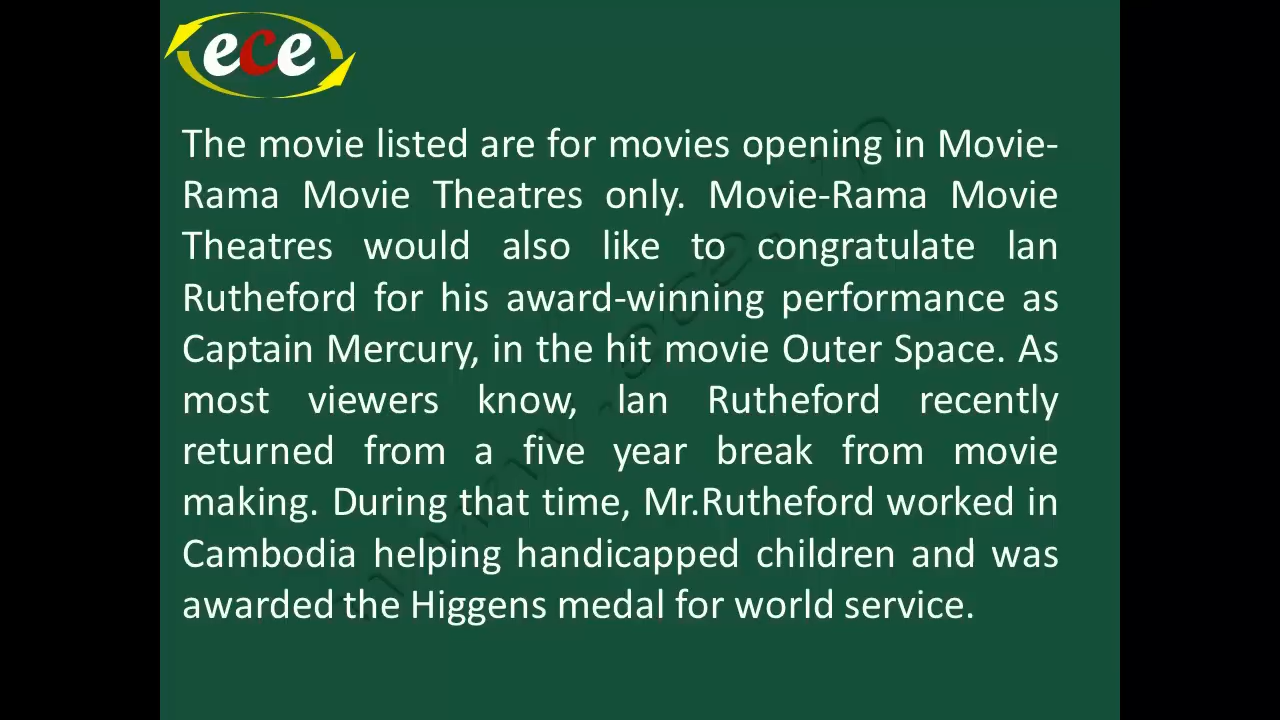 ece
The movie listed are for movies opening in Movie-
Rama Movie Theatres only. Movie-Rama Movie
Theatres would also like to congratulate Ian
Rutheford for his award-winning performance as
Captain Mercury, in the hit movie Outer Space. As
most viewers know, Ian Rutheford recently
returned from a five year break from movie
making. During that time, Mr.Rutheford worked in
Cambodia helping handicapped children and was
awarded the Higgens medal for world service.